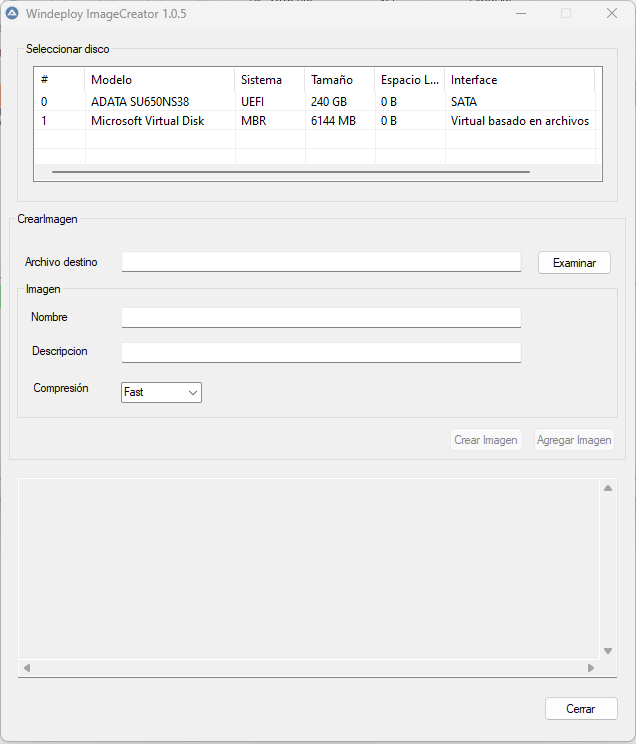 Windeploy ImageCreator 1.0.5
Seleccionar disco
# Modelo Sistema Tamaño Espacio L... Interface
0 ADATA SU650NS38 UEFI 240 GB 0 B SATA
1 Microsoft Virtual Disk MBR 6144 MB 0 B Virtual basado en archivos
CrearImagen
Archivo destino Examinar
Imagen
Nombre
Descripcion
Compresión Fast
Crear Imagen Agregar Imagen
Cerrar